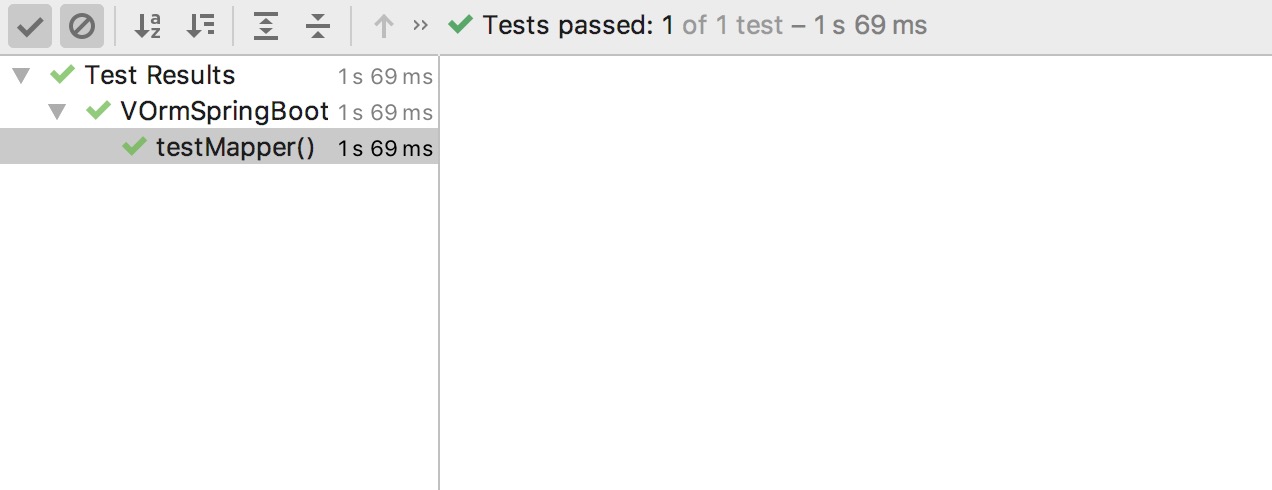 Tests passed: 1 of 1 test – 1 s 69 ms
Test Results 1 s 69 ms
VOrmSpringBoot 1 s 69 ms
testMapper() 1 s 69 ms